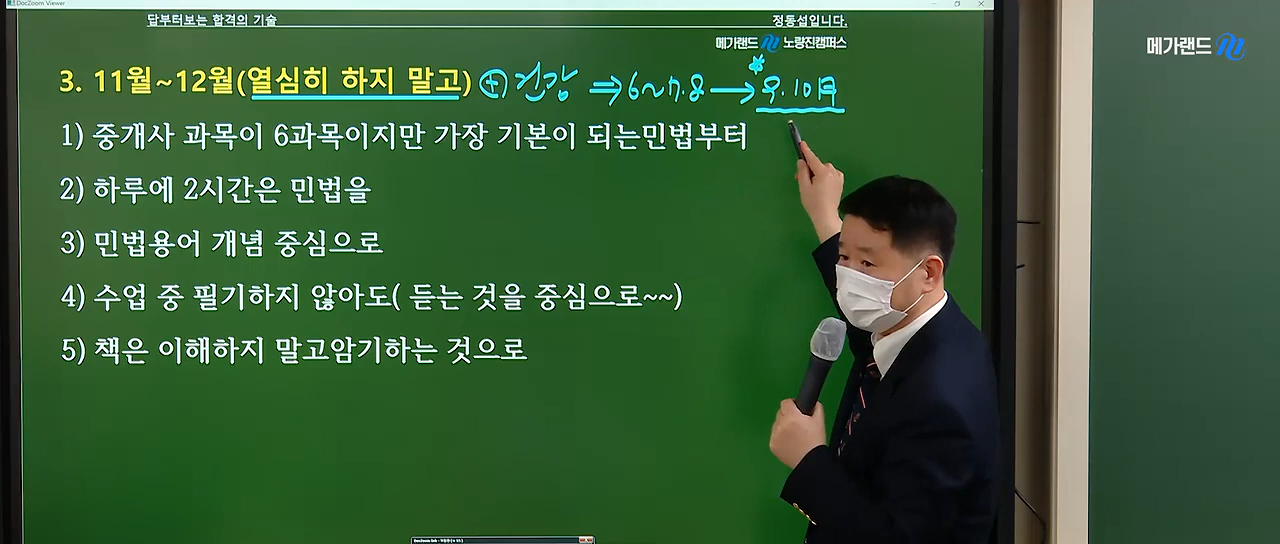 DocZoom Viewer
답부터보는 합격의 기술
정동섭입니다.
메가랜드 노량진캠퍼스
메가랜드
3. 11월~12월(열심히 하지 말고) + 건강 ⇒ 6~7.8 → 9.10月
1) 중개사 과목이 6과목이지만 가장 기본이 되는민법부터
2) 하루에 2시간은 민법을
3) 민법용어 개념 중심으로
4) 수업 중 필기하지 않아도( 듣는 것을 중심으로~~)
5) 책은 이해하지 말고암기하는 것으로